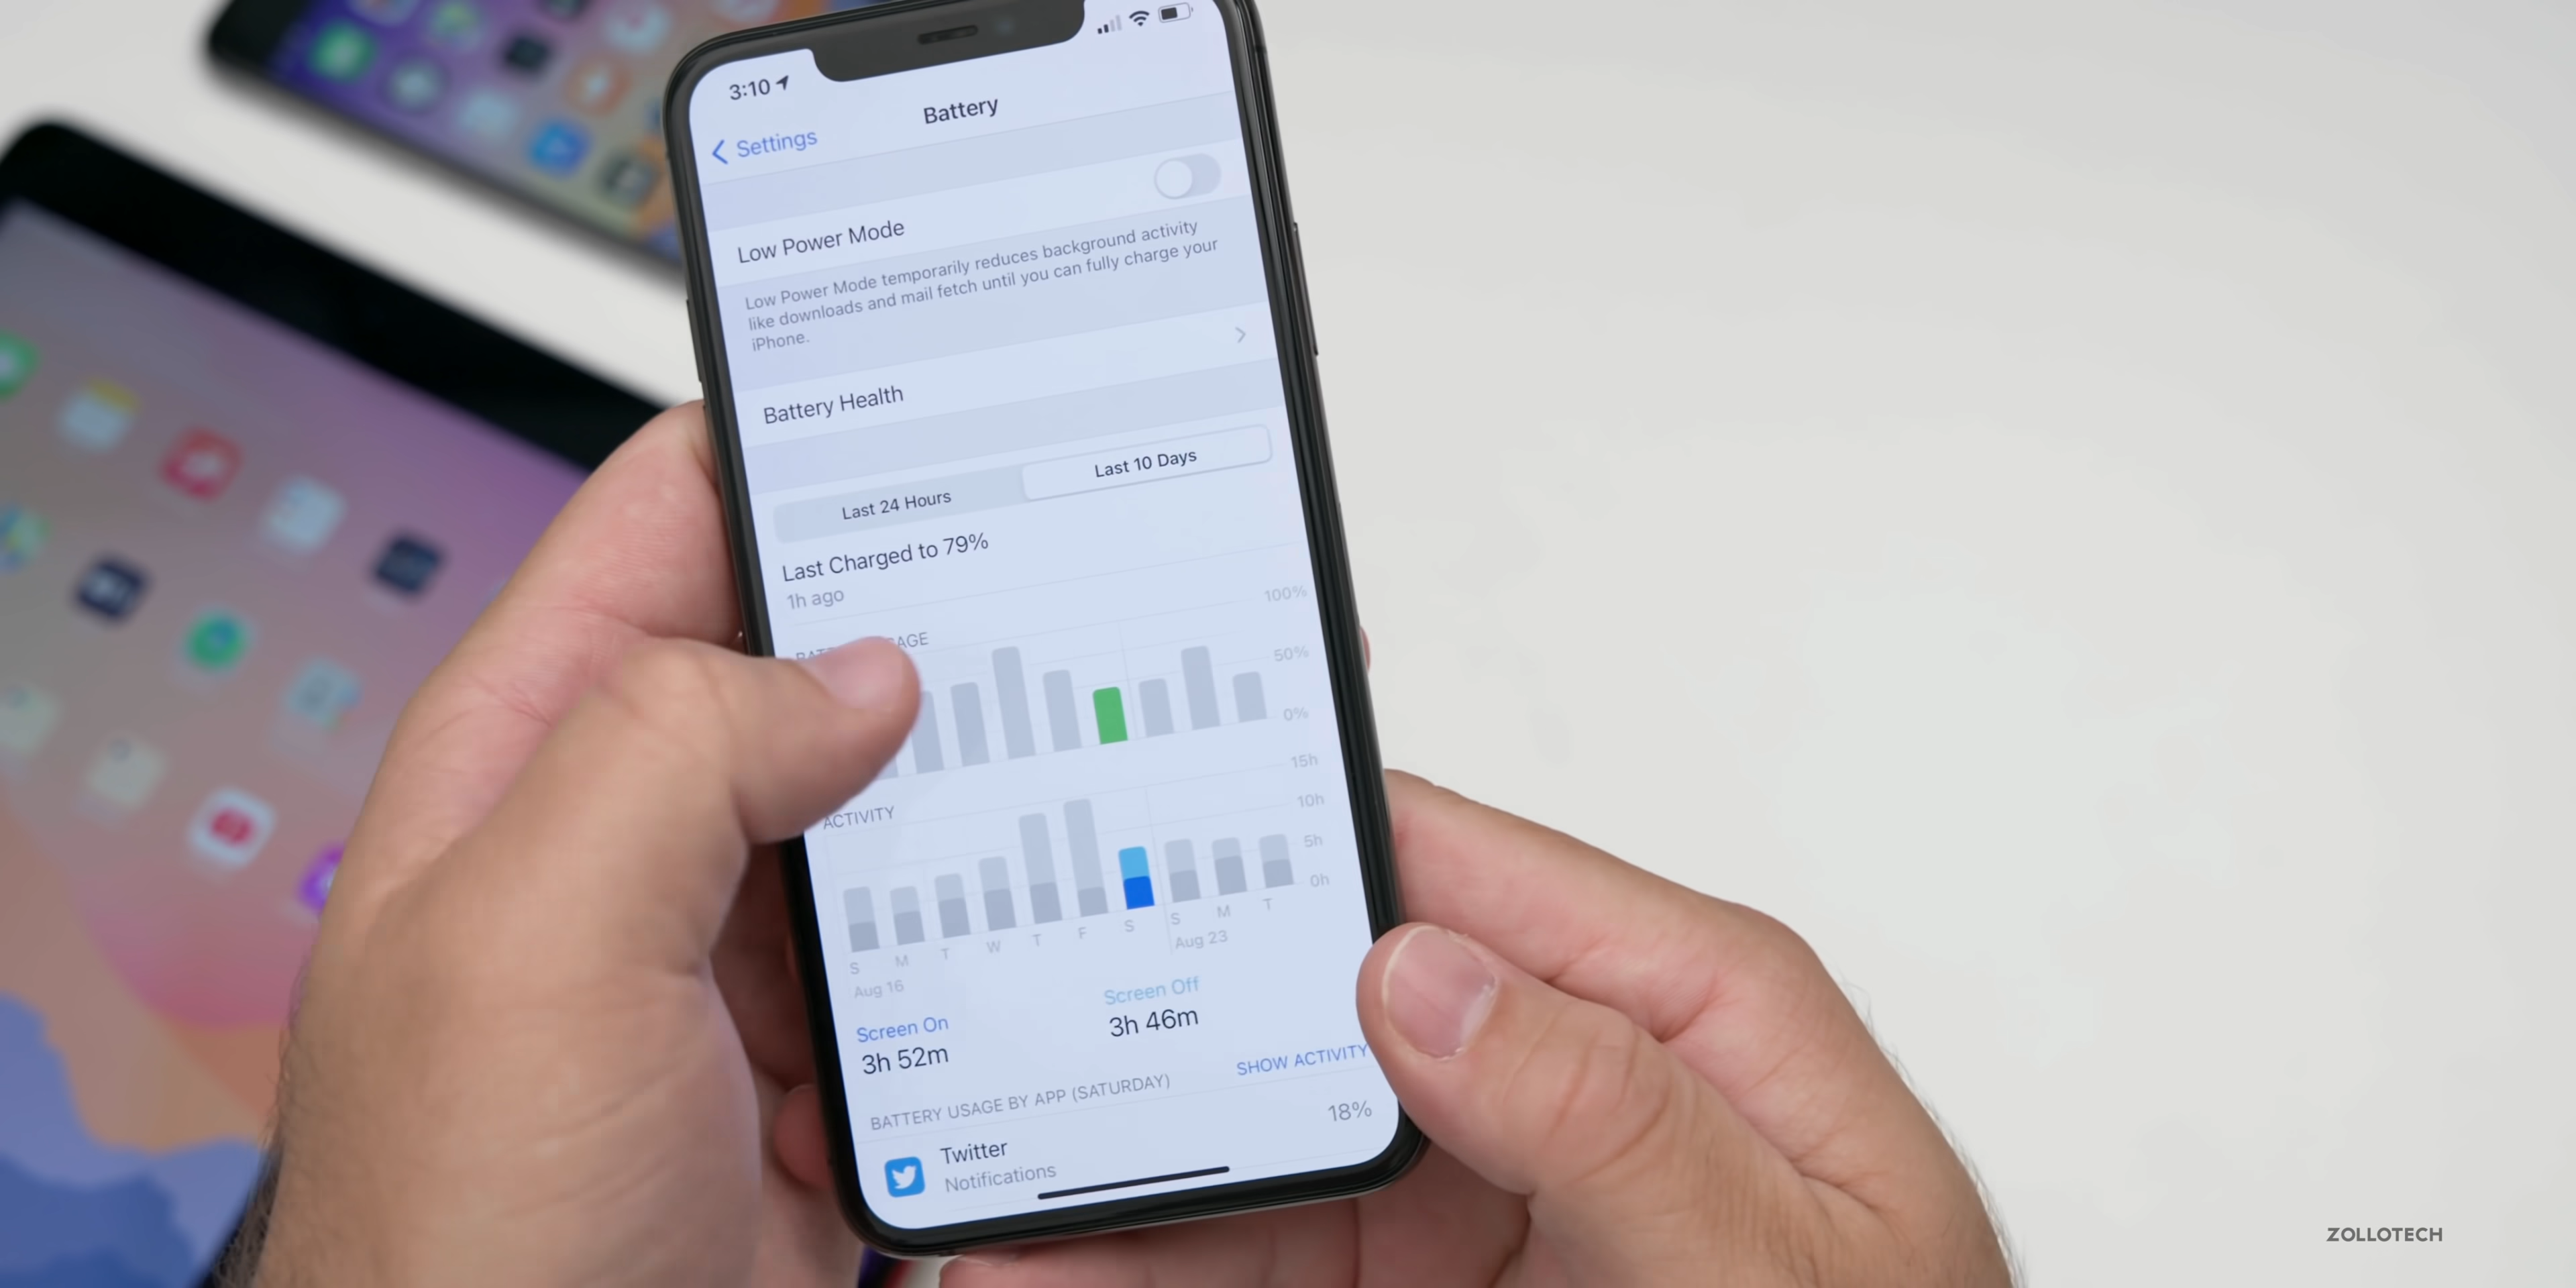 3:10
Settings
Battery
Low Power Mode
Low Power Mode temporarily reduces background activity
like downloads and mail fetch until you can fully charge your
iPhone.
Battery Health
Last 24 Hours
Last 10 Days
Last Charged to 79%
1h ago
100%
50%
0%
ACTIVITY
15h
10h
5h
0h
S M T W T F S S M T
Aug 16
Aug 23
Screen On
3h 52m
Screen Off
3h 46m
BATTERY USAGE BY APP (SATURDAY)
SHOW ACTIVITY
Twitter
Notifications
18%
ZOLLOTECH